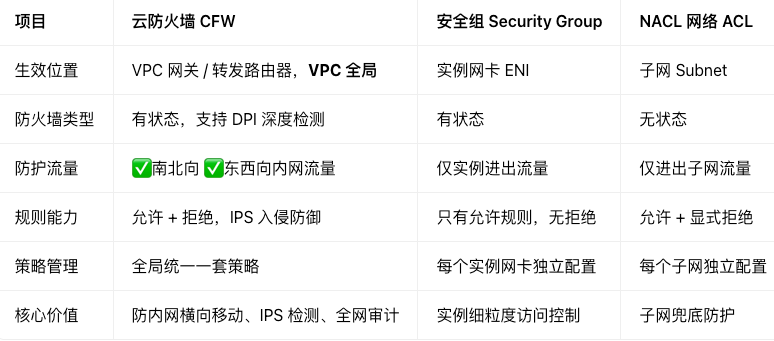 项目 云防火墙 CFW 安全组 Security Group NACL 网络 ACL
生效位置 VPC 网关 / 转发路由器，VPC 全局 实例网卡 ENI 子网 Subnet
防火墙类型 有状态，支持 DPI 深度检测 有状态 无状态
防护流量 ✅南北向 ✅东西向内网流量 仅实例进出流量 仅进出子网流量
规则能力 允许 + 拒绝，IPS 入侵防御 只有允许规则，无拒绝 允许 + 显式拒绝
策略管理 全局统一一套策略 每个实例网卡独立配置 每个子网独立配置
核心价值 防内网横向移动、IPS 检测、全网审计 实例细粒度访问控制 子网兜底防护